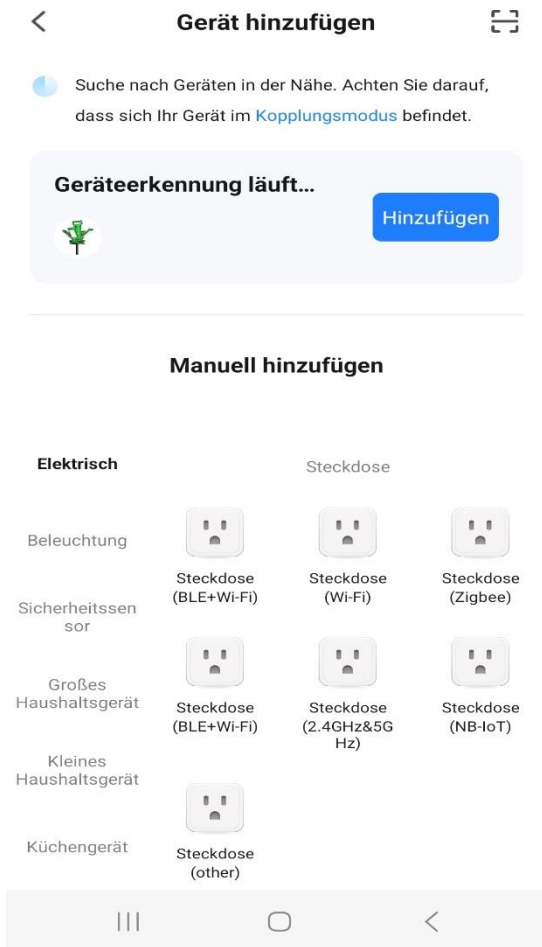 Gerät hinzufügen
Suche nach Geräten in der Nähe. Achten Sie darauf,
dass sich Ihr Gerät im Kopplungsmodus befindet.
Geräteerkennung läuft...
Hinzufügen
Manuell hinzufügen
Elektrisch
Beleuchtung
Sicherheitssen
sor
Großes
Haushaltsgerät
Kleines
Haushaltsgerät
Küchengerät
Steckdose
Steckdose
(BLE+Wi-Fi)
Steckdose
(Wi-Fi)
Steckdose
(Zigbee)
Steckdose
(BLE+Wi-Fi)
Steckdose
(2.4GHz&5G
Hz)
Steckdose
(NB-IoT)
Steckdose
(other)